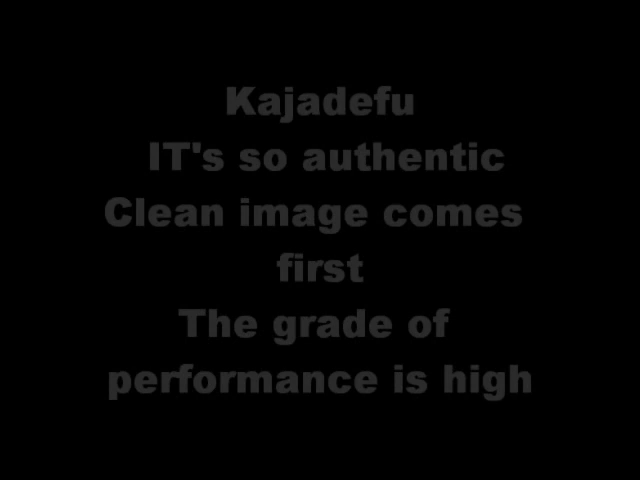 Kajadefu
IT's so authentic
Clean image comes
first
The grade of
performance is high